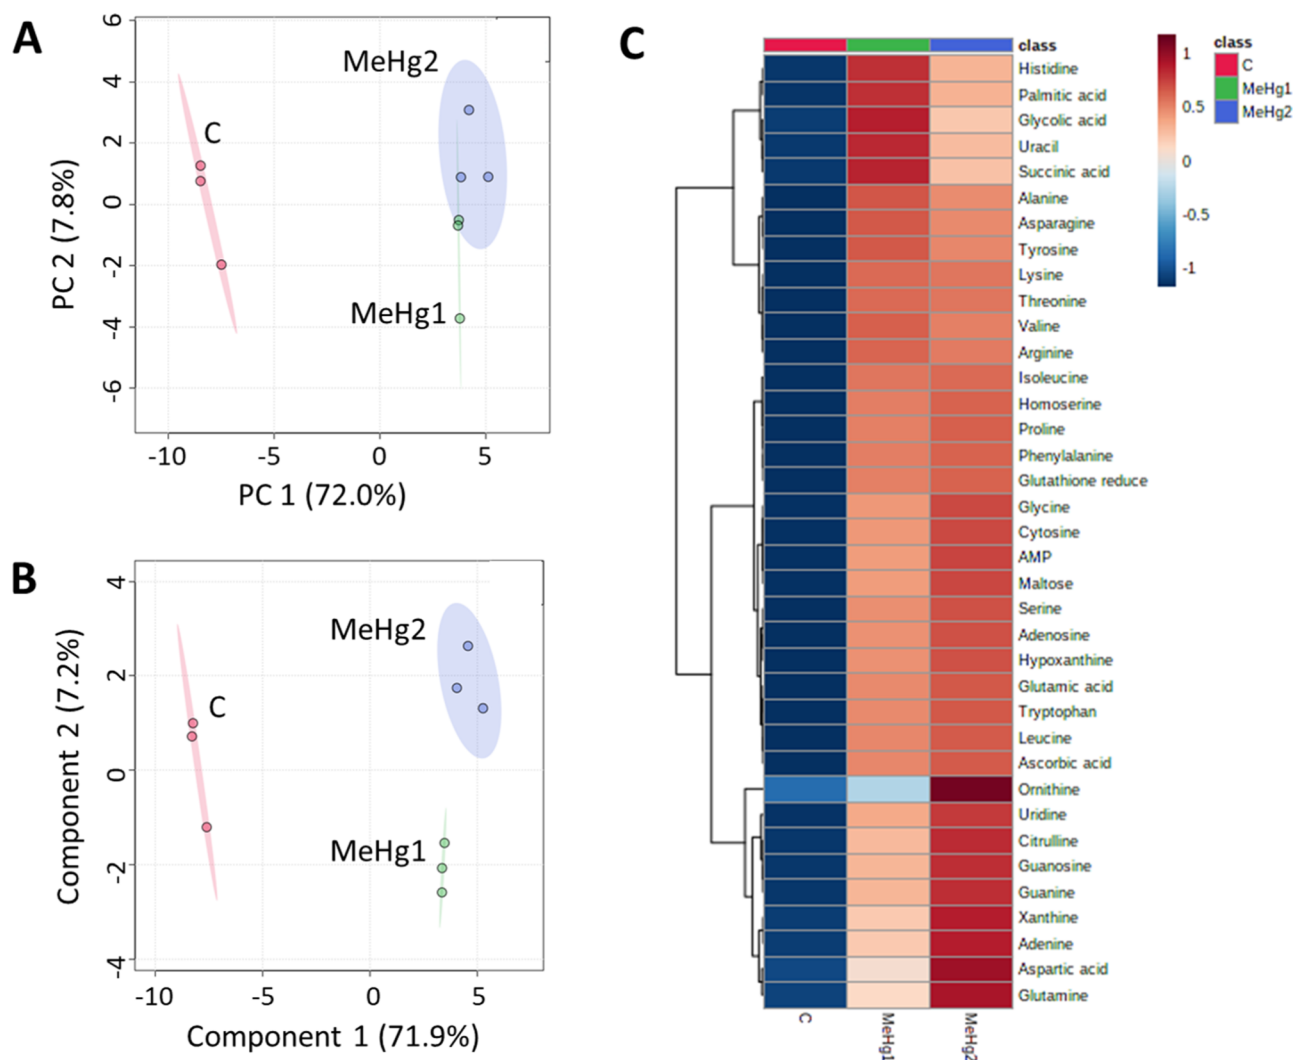 A
6
4
2
0
-2
-4
-6
PC 2 (7.8%)
MeHg2
C
MeHg1
-10
-5
0
5
PC 1 (72.0%)
B
4
2
0
-2
-4
Component 2 (7.2%)
MeHg2
C
MeHg1
-10
-5
0
5
Component 1 (71.9%)
C
class
Histidine
Palmitic acid
Glycolic acid
Uracil
Succinic acid
Alanine
Asparagine
Tyrosine
Lysine
Threonine
Valine
Arginine
Isoleucine
Homoserine
Proline
Phenylalanine
Glutathione reduce
Glycine
Cytosine
AMP
Maltose
Serine
Adenosine
Hypoxanthine
Glutamic acid
Tryptophan
Leucine
Ascorbic acid
Ornithine
Uridine
Citrulline
Guanosine
Guanine
Xanthine
Adenine
Aspartic acid
Glutamine
C
MeHg1
MeHg2
1
0.5
0
-0.5
-1
class
C
MeHg1
MeHg2